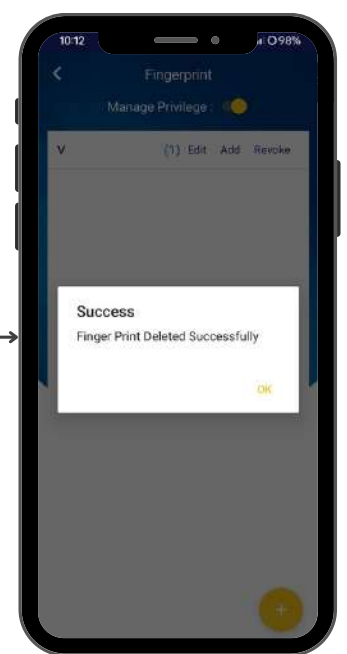 10:12 98%
Fingerprint
Manage Privilege :
V (1) Edit Add Revoke
Success
Finger Print Deleted Successfully
OK
+